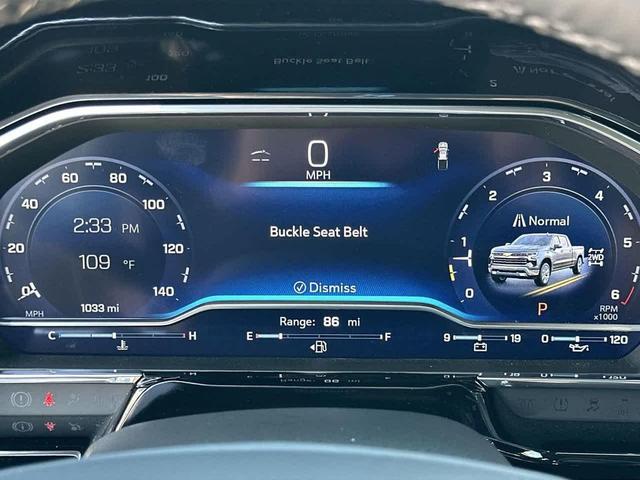 0
MPH
60 80
40 100
20 120
0 140
2:33 PM
109 °F
MPH
1033 mi
Buckle Seat Belt
Dismiss
3
2 4
1 5
0 6
Normal
2WD
P
RPM
x1000
C H
Range: 86 mi
E F
9 19
0 120